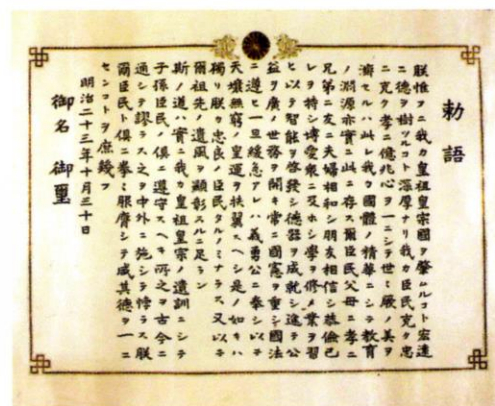 勅語
朕惟フニ我カ皇祖皇宗國ヲ肇ムルコト宏遠
ニ德ヲ樹ツルコト深厚ナリ我カ臣民克ク忠
ニ克ク孝ニ億兆心ヲ一ニシテ世々厥ノ美ヲ
濟セルハ此レ我カ國體ノ精華ニシテ教育
ノ淵源亦實ニ此ニ存ス爾臣民父母ニ孝ニ
兄弟ニ友ニ夫婦相和シ朋友相信シ恭儉己
レヲ持シ博愛衆ニ及ホシ學ヲ修メ業ヲ習
ヒ以テ智能ヲ啓發シ德器ヲ成就シ進テ公
益ヲ廣メ世務ヲ開キ常ニ國憲ヲ重シ國法
ニ遵ヒ一旦緩急アレハ義勇公ニ奉シ以テ
天壤無窮ノ皇運ヲ扶翼スヘシ是ノ如キハ
獨リ朕カ忠良ノ臣民タルノミナラス又以テ
爾祖先ノ遺風ヲ顯彰スルニ足ラン
斯ノ道ハ實ニ我カ皇祖皇宗ノ遺訓ニシテ
子孫臣民ノ俱ニ遵守スヘキ所之ヲ古今ニ
通シテ謬ラス之ヲ中外ニ施シテ悖ラス朕
爾臣民ト俱ニ拳々服膺シテ咸其德ヲ一ニ
センコトヲ庶幾フ
明治二十三年十月三十日
御名 御璽